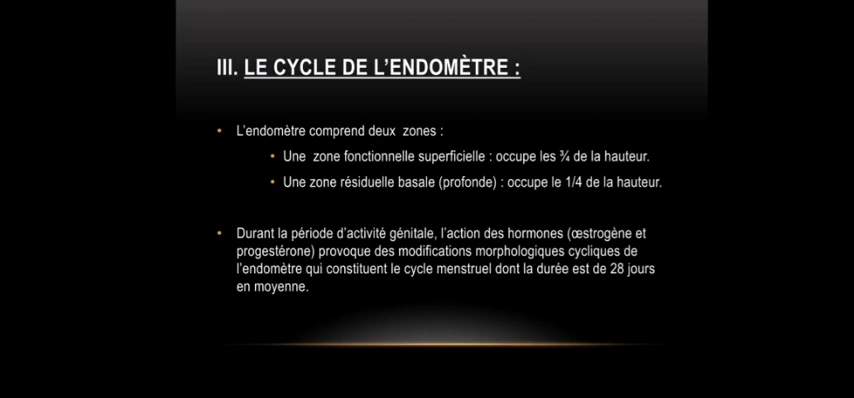 III. LE CYCLE DE L'ENDOMÈTRE :
• L'endomètre comprend deux zones :
• Une zone fonctionnelle superficielle : occupe les ¾ de la hauteur.
• Une zone résiduelle basale (profonde) : occupe le 1/4 de la hauteur.
• Durant la période d'activité génitale, l'action des hormones (œstrogène et
progestérone) provoque des modifications morphologiques cycliques de
l'endomètre qui constituent le cycle menstruel dont la durée est de 28 jours
en moyenne.